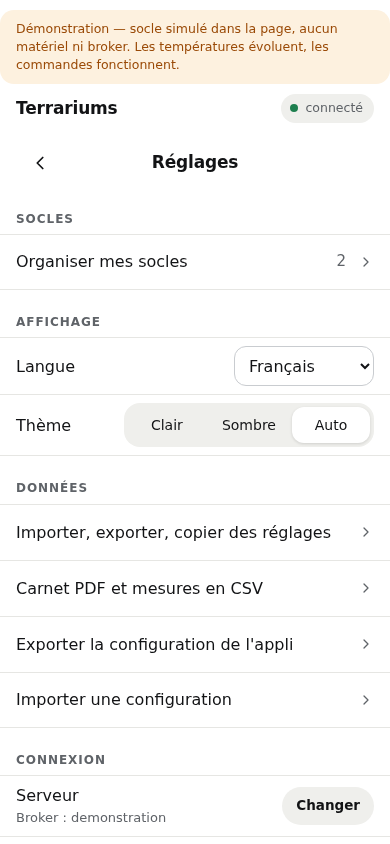 Démonstration — socle simulé dans la page, aucun
matériel ni broker. Les températures évoluent, les
commandes fonctionnent.
Terrariums
connecté
Réglages
SOCLES
Organiser mes socles
2
AFFICHAGE
Langue
Français
Thème
Clair
Sombre
Auto
DONNÉES
Importer, exporter, copier des réglages
Carnet PDF et mesures en CSV
Exporter la configuration de l'appli
Importer une configuration
CONNEXION
Serveur
Broker : demonstration
Changer